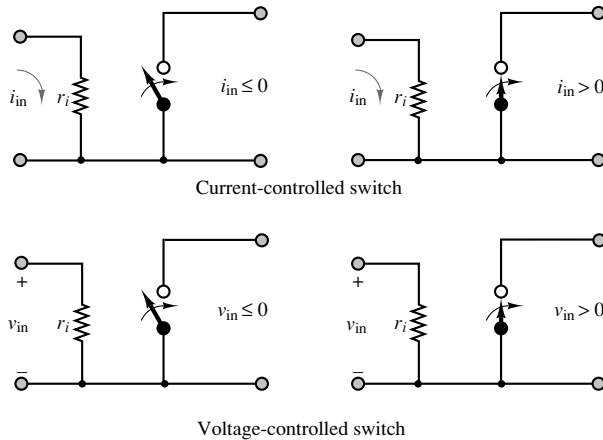 i_in r_i i_in ≤ 0 i_in r_i i_in > 0
Current-controlled switch
+ +
v_in r_i v_in ≤ 0 v_in r_i v_in > 0
– –
Voltage-controlled switch